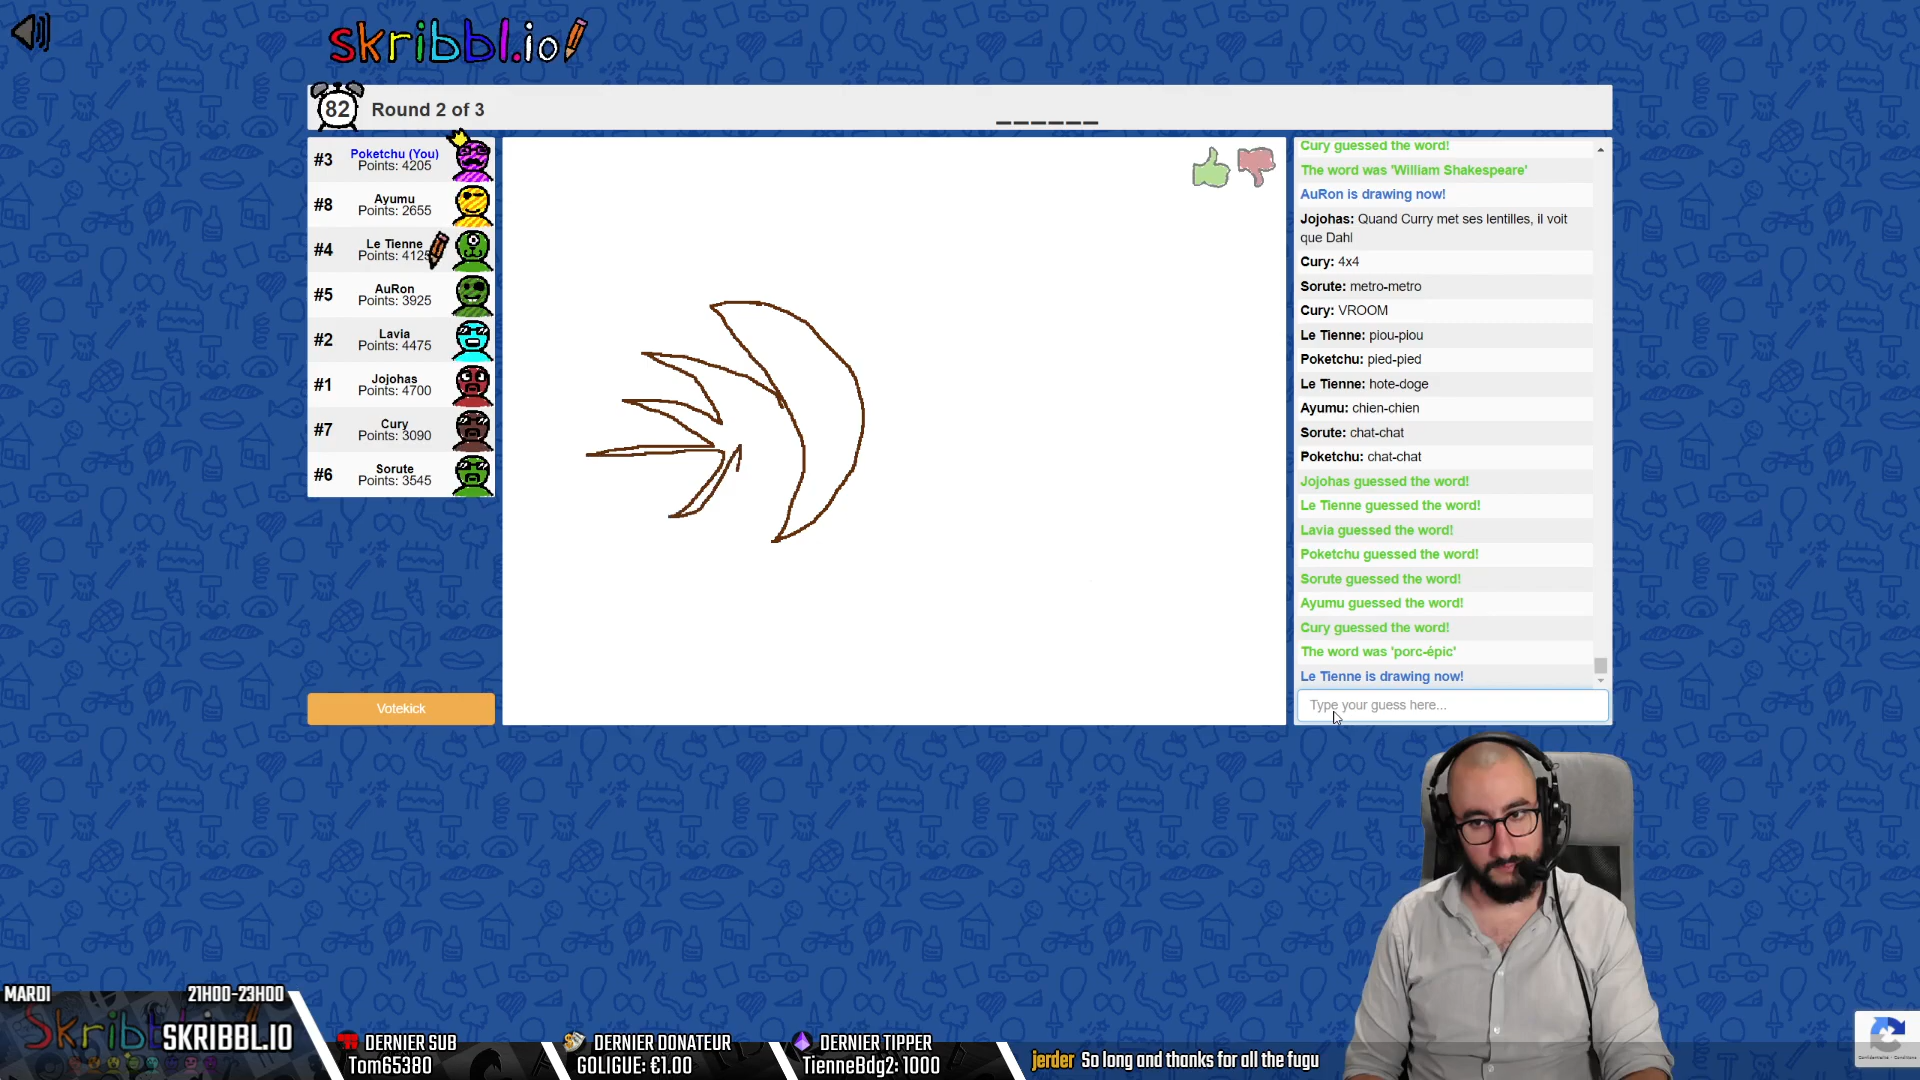 skribbl.io
82
Round 2 of 3
______
#3 Poketchu (You)
Points: 4205
#8 Ayumu
Points: 2655
#4 Le Tienne
Points: 4125
#5 AuRon
Points: 3925
#2 Lavia
Points: 4475
#1 Jojohas
Points: 4700
#7 Cury
Points: 3090
#6 Sorute
Points: 3545
Votekick
Cury guessed the word!
The word was 'William Shakespeare'
AuRon is drawing now!
Jojohas: Quand Curry met ses lentilles, il voit
que Dahl
Cury: 4x4
Sorute: metro-metro
Cury: VROOM
Le Tienne: piou-piou
Poketchu: pied-pied
Le Tienne: hote-doge
Ayumu: chien-chien
Sorute: chat-chat
Poketchu: chat-chat
Jojohas guessed the word!
Le Tienne guessed the word!
Lavia guessed the word!
Poketchu guessed the word!
Sorute guessed the word!
Ayumu guessed the word!
Cury guessed the word!
The word was 'porc-épic'
Le Tienne is drawing now!
Type your guess here...
MARDI 21H00-23H00
SKRIBBL.IO
DERNIER SUB
Tom65380
DERNIER DONATEUR
GOLIGUE: €1.00
DERNIER TIPPER
TienneBdg2: 1000
jerder So long and thanks for all the fugu